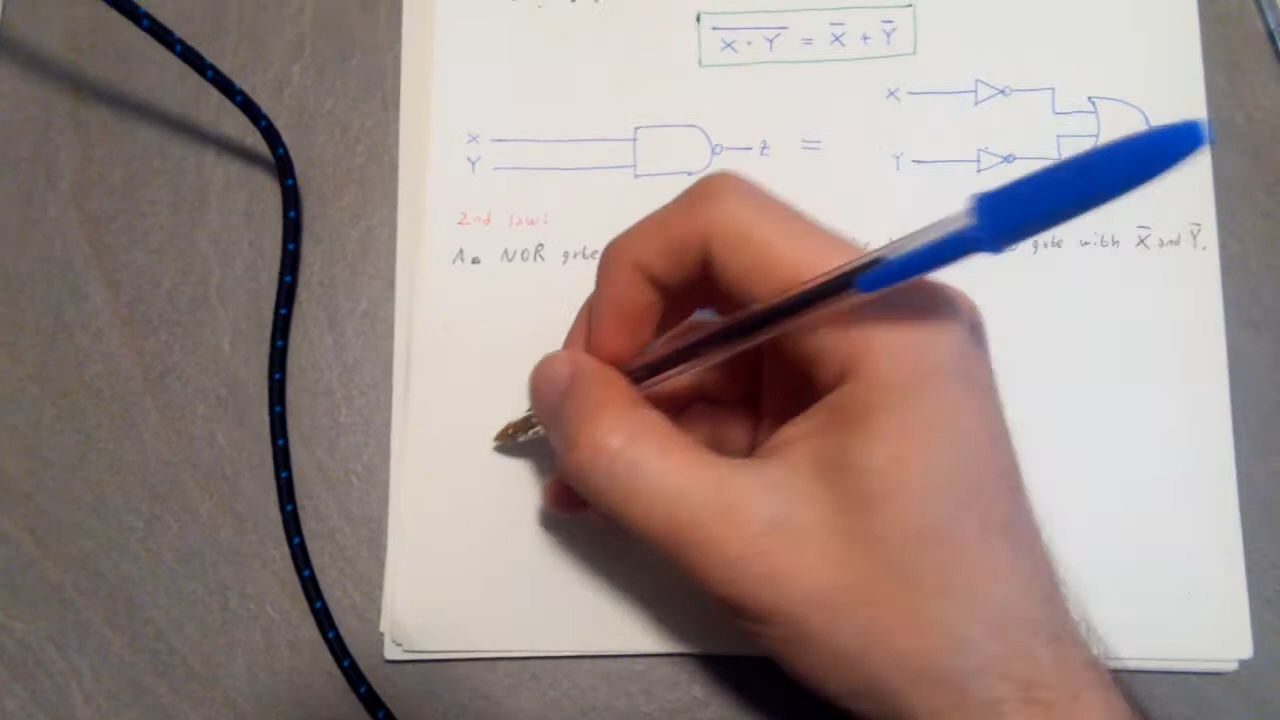 X̅ ̅·̅ ̅Y̅ = X̅ + Y̅
X
X
Y
z =
Y
2nd law:
A NOR gate gate with X̅ and Y̅.